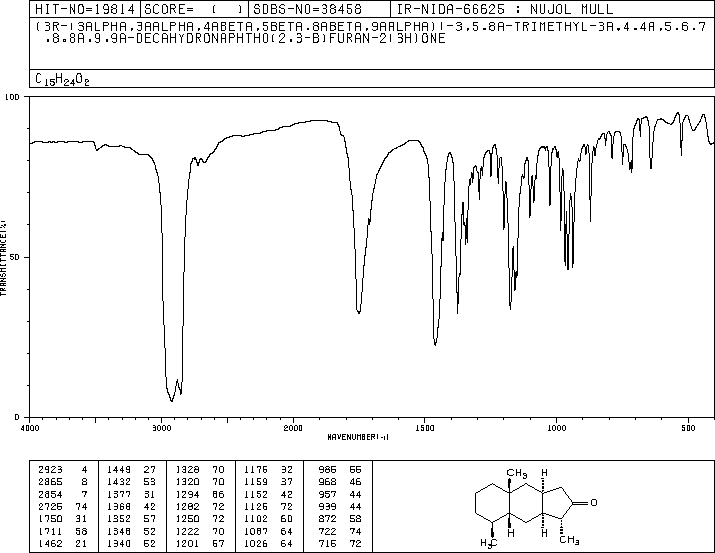 HIT-NO=19814 SCORE= ( ) SDBS-NO=38458 IR-NIDA-66625 : NUJOL MULL
(3R-(3ALPHA,3AALPHA,4ABETA,5BETA,8ABETA,9AALPHA))-3,5,8A-TRIMETHYL-3A,4,4A,5,6,7
,8,8A,9,9A-DECAHYDRONAPHTHO(2,3-B)FURAN-2(3H)ONE
C15H24O2
100
50
0
TRANSMITTANCE(%)
4000 3000 2000 1500 1000 500
WAVENUMBER(-1)
2923 4 1449 27 1328 70 1176 32 986 55
2865 8 1432 53 1320 70 1159 37 968 46
2854 7 1377 31 1294 66 1152 42 957 44
2725 74 1368 42 1282 72 1126 72 939 44
1750 31 1352 57 1250 72 1102 60 872 58
1711 58 1348 52 1222 70 1087 64 722 74
1462 21 1340 52 1201 57 1026 64 716 72
CH3 H
O
H H
H3C CH3